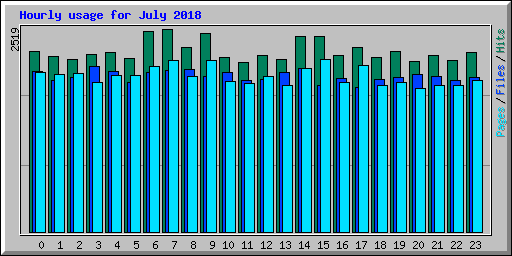 Hourly usage for July 2018
2519
Pages / Files / Hits
0 1 2 3 4 5 6 7 8 9 10 11 12 13 14 15 16 17 18 19 20 21 22 23